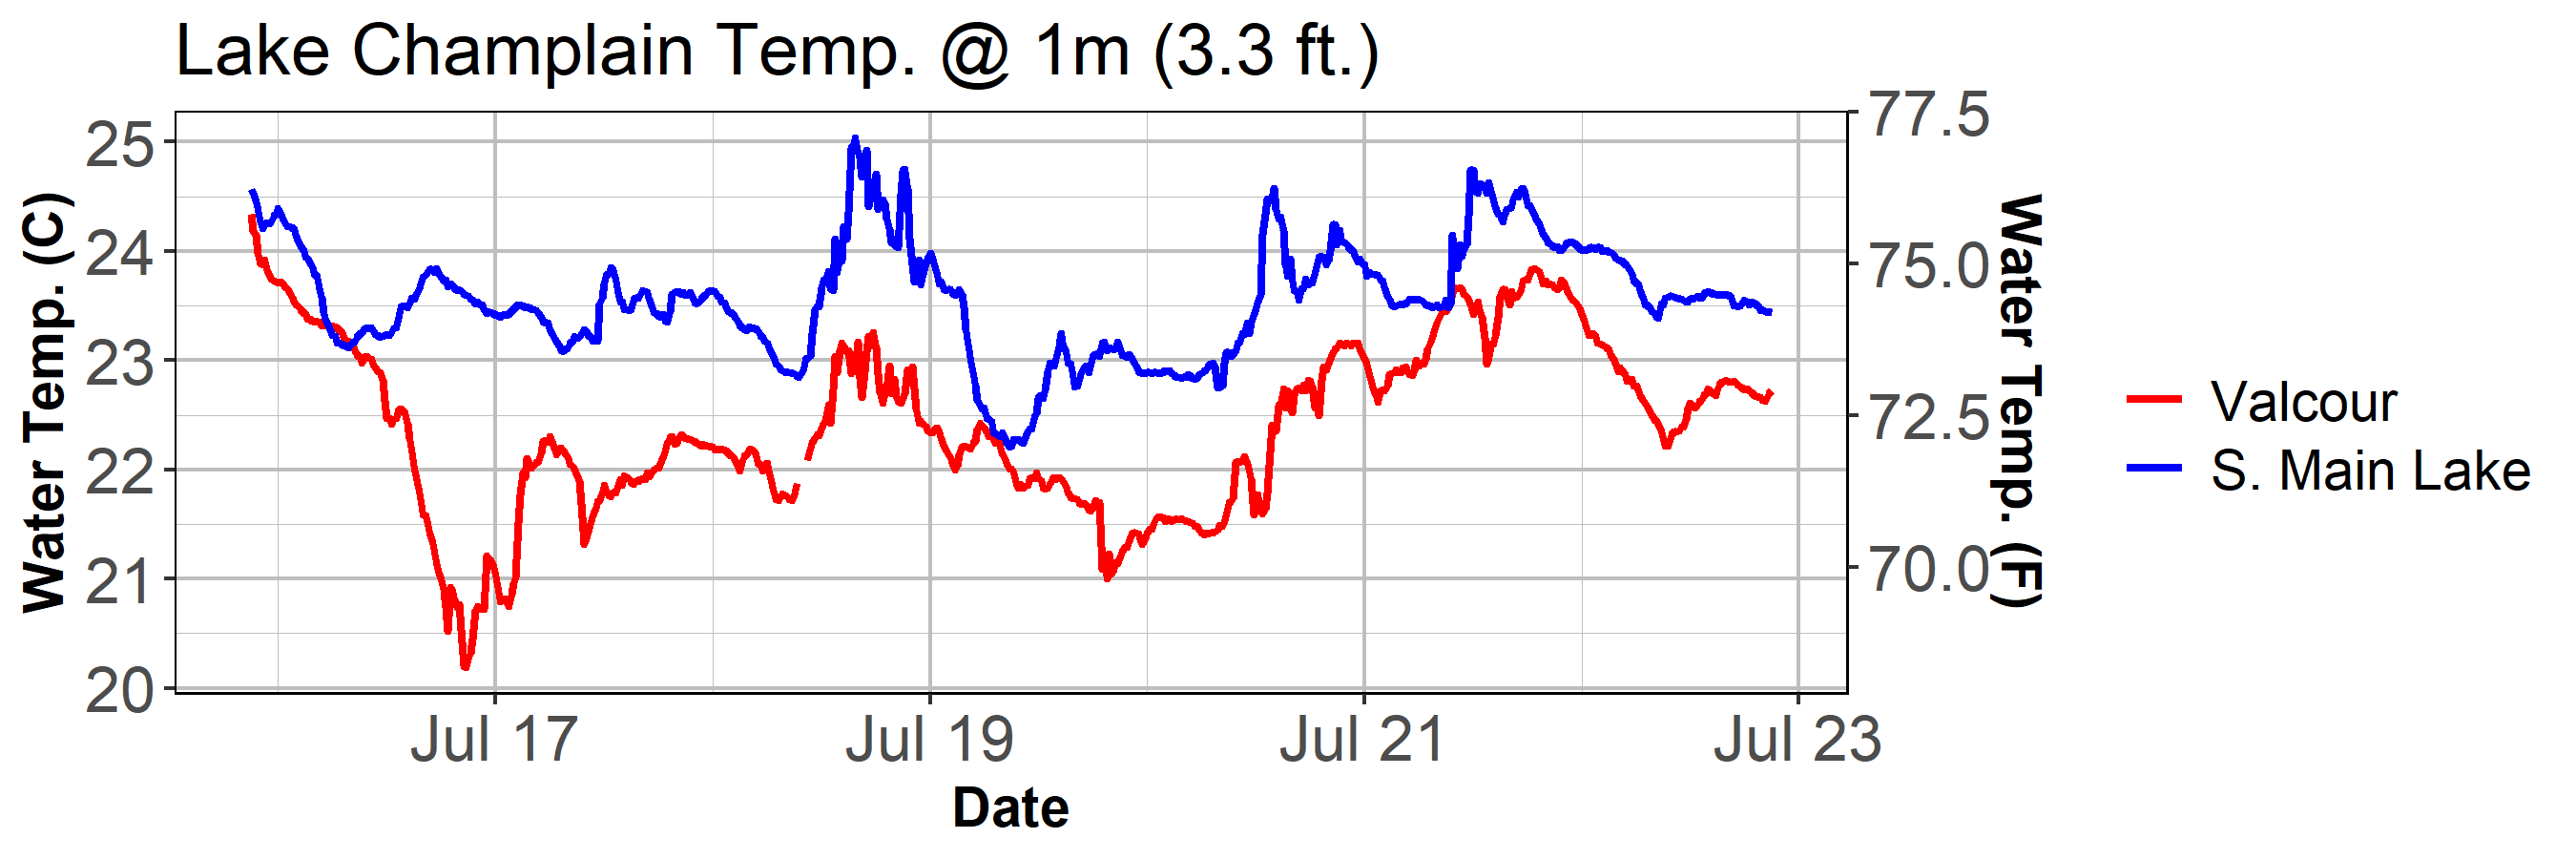 Lake Champlain Temp. @ 1m (3.3 ft.)
Water Temp. (C)
25
24
23
22
21
20
77.5
75.0
72.5
70.0
Water Temp. (F)
Jul 17
Jul 19
Jul 21
Jul 23
Date
Valcour
S. Main Lake